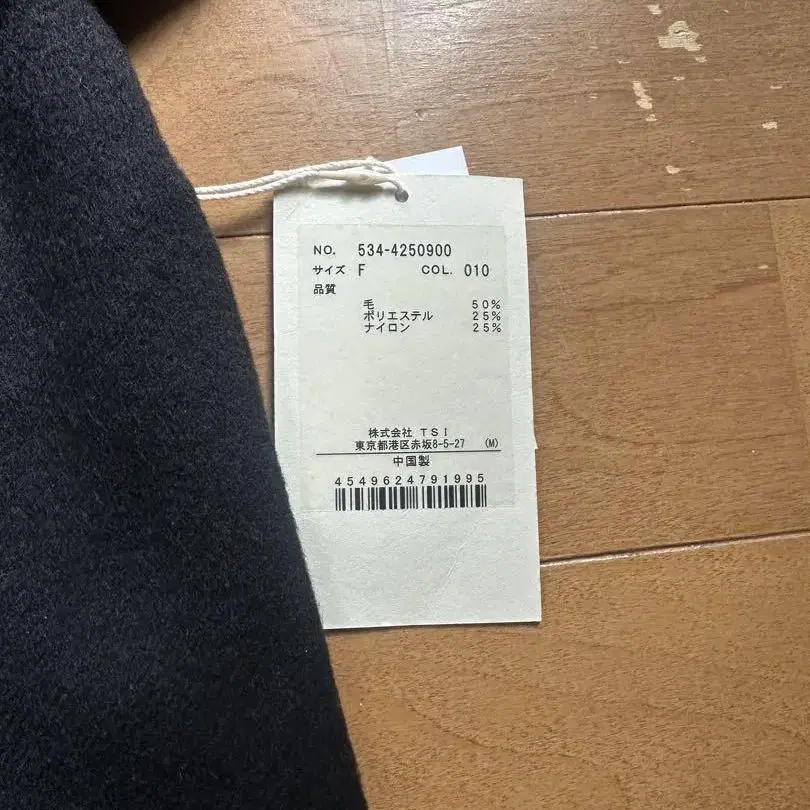 NO. 534-4250900
サイズ F COL. 010
品質
毛 50%
ポリエステル 25%
ナイロン 25%
株式会社 TSI
東京都港区赤坂8-5-27 (M)
中国製
4549624791995